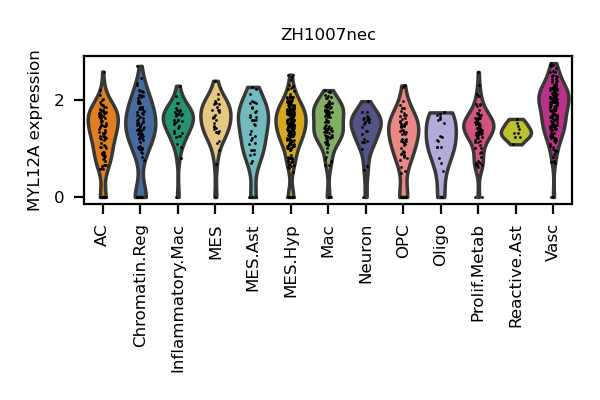 ZH1007nec
MYL12A expression
2
0
AC
Chromatin.Reg
Inflammatory.Mac
MES
MES.Ast
MES.Hyp
Mac
Neuron
OPC
Oligo
Prolif.Metab
Reactive.Ast
Vasc